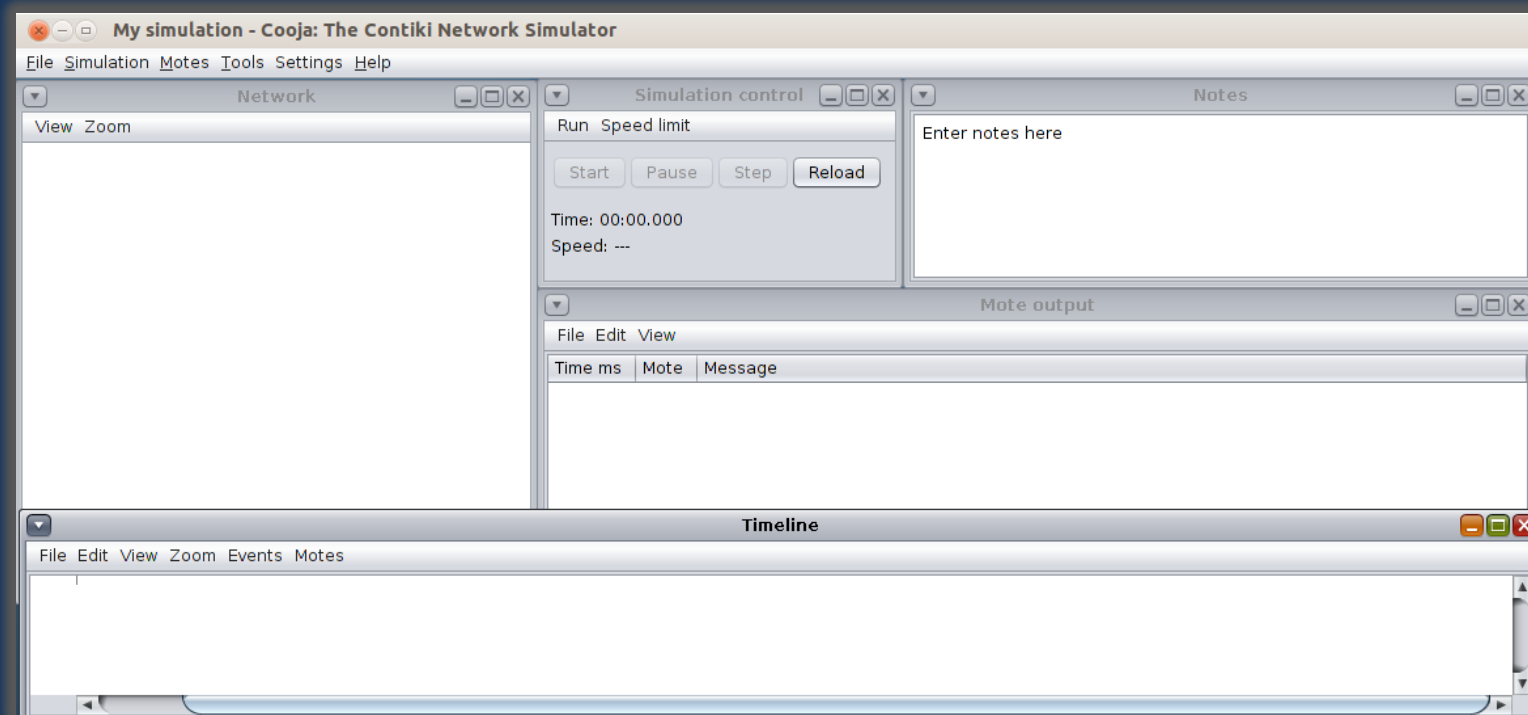 My simulation - Cooja: The Contiki Network Simulator
File Simulation Motes Tools Settings Help
Network
View Zoom
Simulation control
Run Speed limit
Start Pause Step Reload
Time: 00:00.000
Speed: ---
Notes
Enter notes here
Mote output
File Edit View
Time ms Mote Message
Timeline
File Edit View Zoom Events Motes